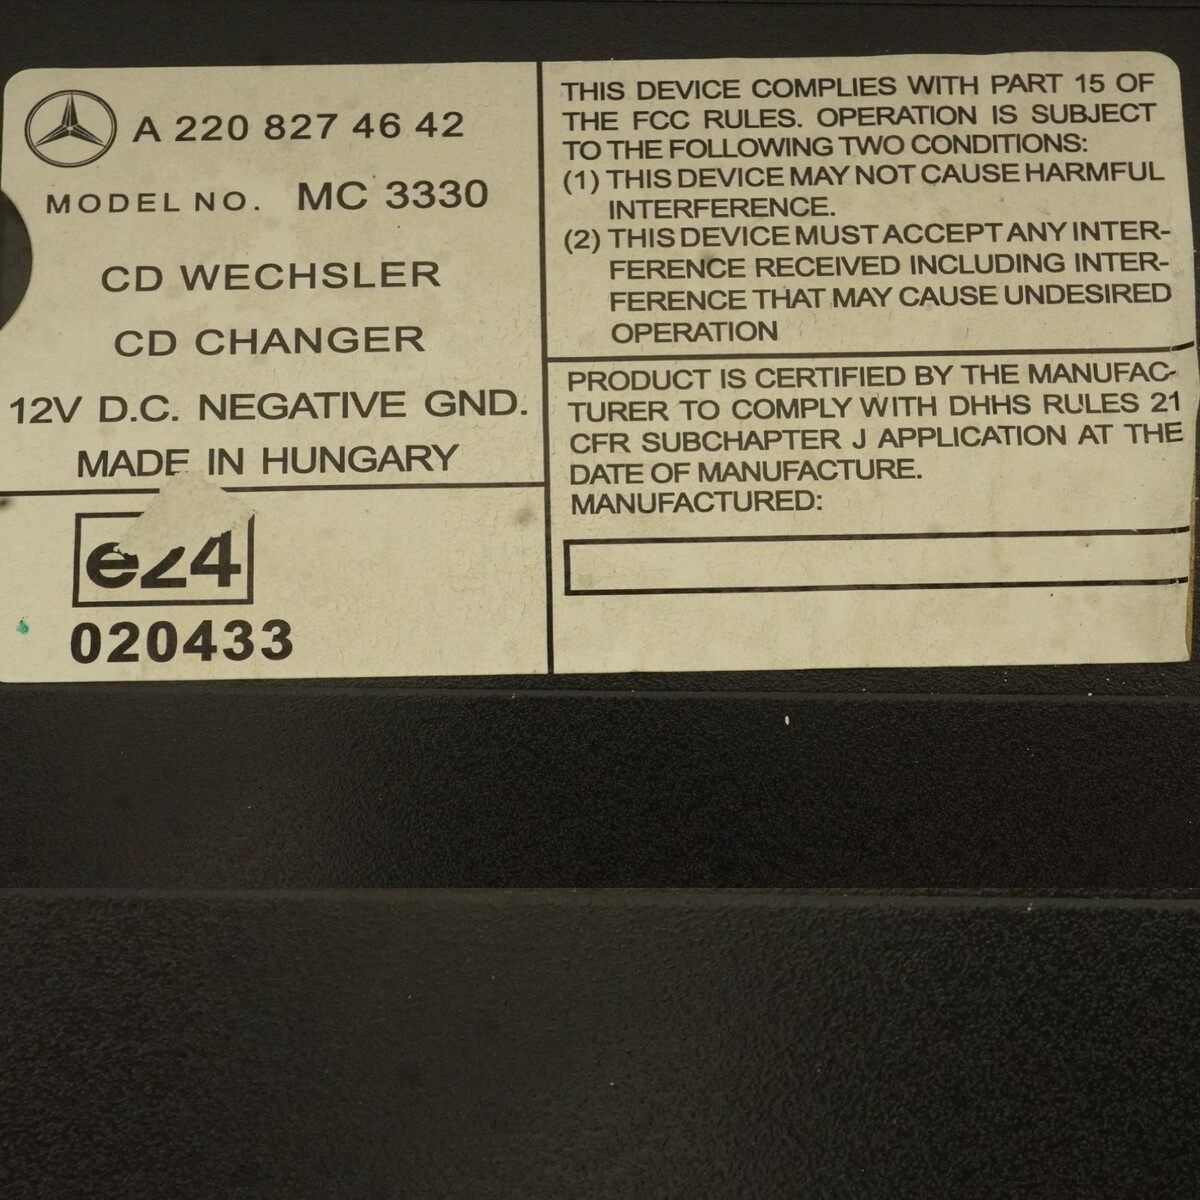 A 220 827 46 42
MODEL NO. MC 3330
CD WECHSLER
CD CHANGER
12V D.C. NEGATIVE GND.
MADE IN HUNGARY
e24
020433
THIS DEVICE COMPLIES WITH PART 15 OF
THE FCC RULES. OPERATION IS SUBJECT
TO THE FOLLOWING TWO CONDITIONS:
(1) THIS DEVICE MAY NOT CAUSE HARMFUL
INTERFERENCE.
(2) THIS DEVICE MUST ACCEPT ANY INTER-
FERENCE RECEIVED INCLUDING INTER-
FERENCE THAT MAY CAUSE UNDESIRED
OPERATION
PRODUCT IS CERTIFIED BY THE MANUFAC-
TURER TO COMPLY WITH DHHS RULES 21
CFR SUBCHAPTER J APPLICATION AT THE
DATE OF MANUFACTURE.
MANUFACTURED: